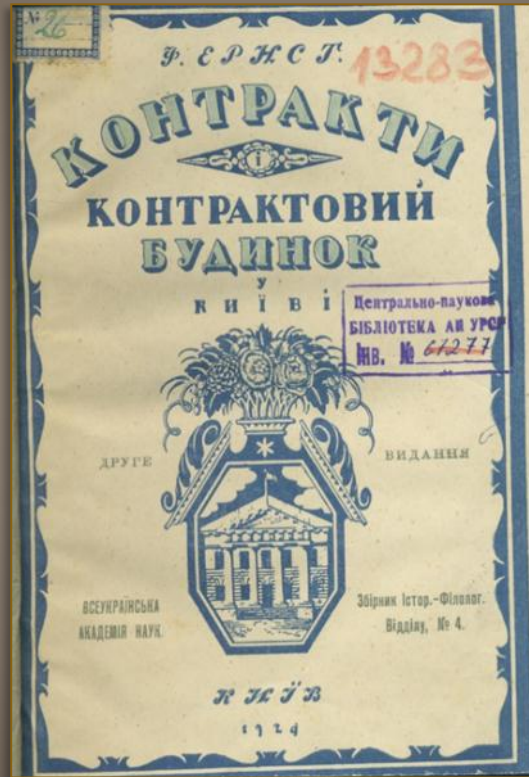 № 26
Ф. ЕРНСТ.
13283
КОНТРАКТИ
І
КОНТРАКТОВИЙ
БУДИНОК
У
КИЇВІ
Центрально-наукова
БІБЛІОТЕКА АН УРСР
ІНВ. № 61277
ДРУГЕ ВИДАННЯ
ВСЕУКРАЇНСЬКА
АКАДЕМІЯ НАУК.
Збірник Істор.-Філолог.
Відділу, № 4.
КИЇВ
1924